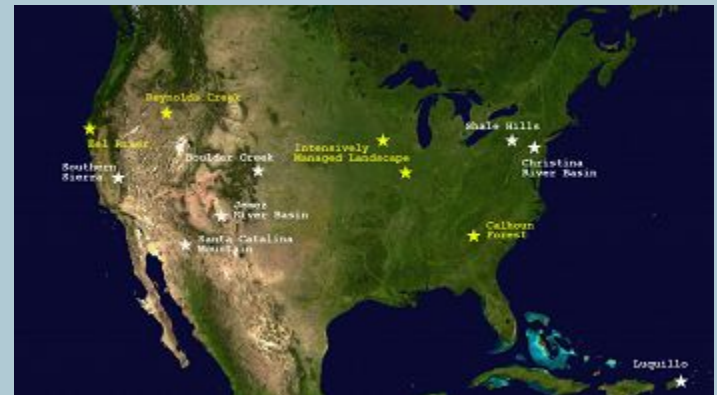 Reynolds Creek
Eel River
Shale Hills
Intensively
Managed Landscape
Boulder Creek
Southern
Sierra
Christina
River Basin
Jemez
River Basin
Calhoun
Forest
Santa Catalina
Mountain
Luquillo